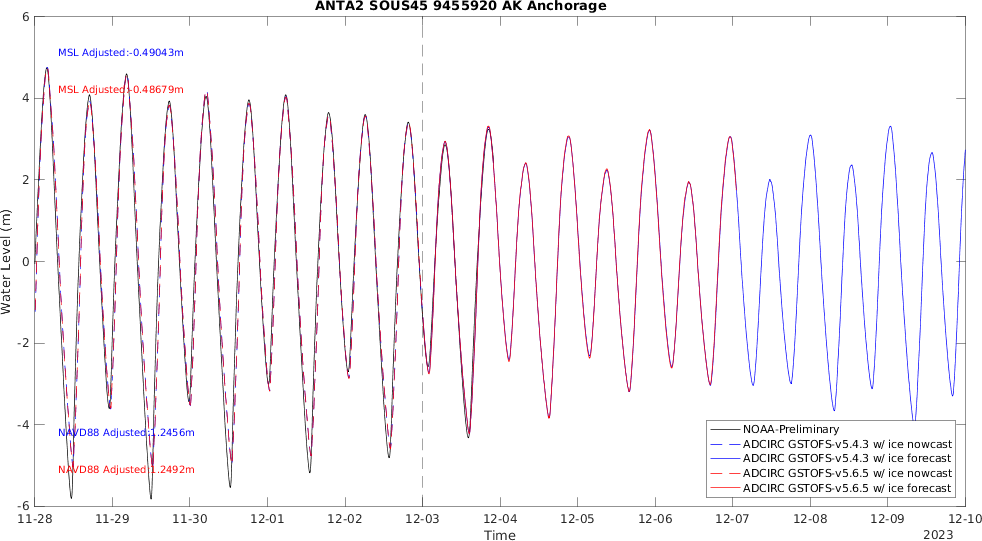 ANTA2 SOUS45 9455920 AK Anchorage
6
MSL Adjusted:-0.49043m
4
MSL Adjusted:-0.48679m
2
Water Level (m)
0
-2
-4
NAVD88 Adjusted:1.2456m
NOAA-Preliminary
ADCIRC GSTOFS-v5.4.3 w/ ice nowcast
ADCIRC GSTOFS-v5.4.3 w/ ice forecast
NAVD88 Adjusted:1.2492m
ADCIRC GSTOFS-v5.6.5 w/ ice nowcast
ADCIRC GSTOFS-v5.6.5 w/ ice forecast
-6
11-28 11-29 11-30 12-01 12-02 12-03 12-04 12-05 12-06 12-07 12-08 12-09 12-10
Time
2023